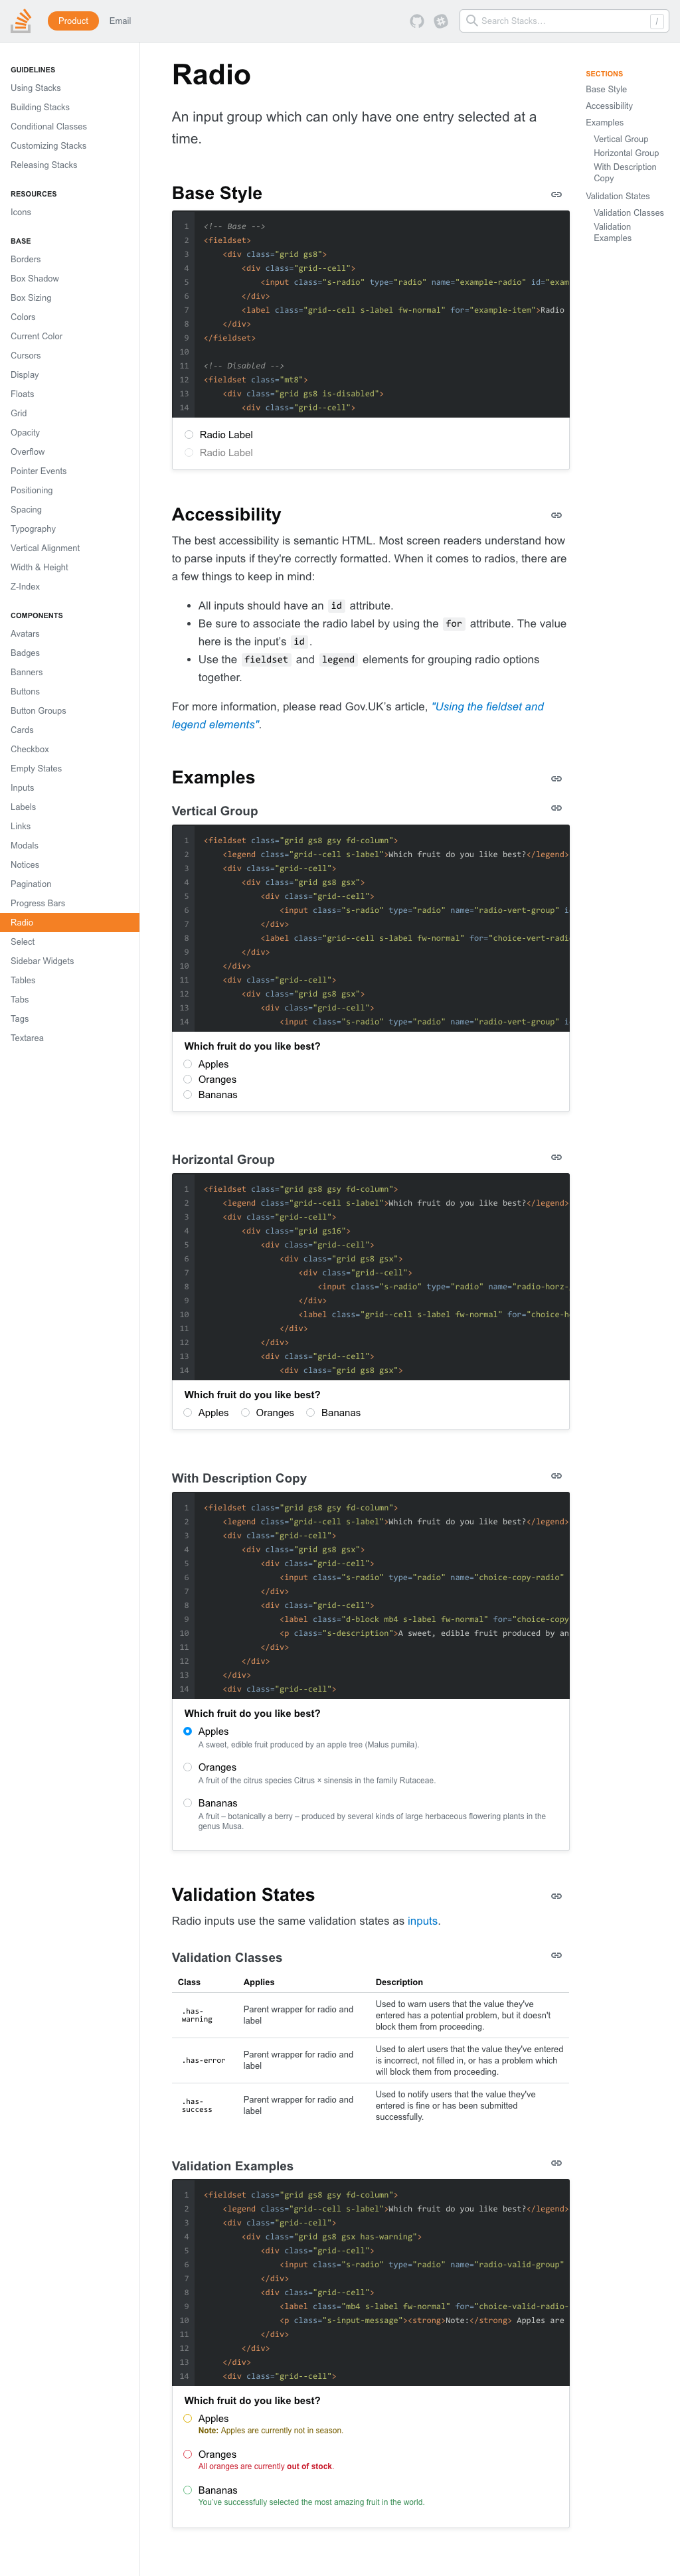 Product
Email
Search Stacks...
/
GUIDELINES
Using Stacks
Building Stacks
Conditional Classes
Customizing Stacks
Releasing Stacks
RESOURCES
Icons
BASE
Borders
Box Shadow
Box Sizing
Colors
Current Color
Cursors
Display
Floats
Grid
Opacity
Overflow
Pointer Events
Positioning
Spacing
Typography
Vertical Alignment
Width & Height
Z-Index
COMPONENTS
Avatars
Badges
Banners
Buttons
Button Groups
Cards
Checkbox
Empty States
Inputs
Labels
Links
Modals
Notices
Pagination
Progress Bars
Radio
Select
Sidebar Widgets
Tables
Tabs
Tags
Textarea
Radio
An input group which can only have one entry selected at a
time.
Base Style
1 <!-- Base -->
2 <fieldset>
3 <div class="grid gs8">
4 <div class="grid--cell">
5 <input class="s-radio" type="radio" name="example-radio" id="exam
6 </div>
7 <label class="grid--cell s-label fw-normal" for="example-item">Radio
8 </div>
9 </fieldset>
10
11 <!-- Disabled -->
12 <fieldset class="mt8">
13 <div class="grid gs8 is-disabled">
14 <div class="grid--cell">
Radio Label
Radio Label
Accessibility
The best accessibility is semantic HTML. Most screen readers understand how
to parse inputs if they're correctly formatted. When it comes to radios, there are
a few things to keep in mind:
• All inputs should have an id attribute.
• Be sure to associate the radio label by using the for attribute. The value
here is the input's id .
• Use the fieldset and legend elements for grouping radio options
together.
For more information, please read Gov.UK's article, "Using the fieldset and
legend elements".
Examples
Vertical Group
1 <fieldset class="grid gs8 gsy fd-column">
2 <legend class="grid--cell s-label">Which fruit do you like best?</legend>
3 <div class="grid--cell">
4 <div class="grid gs8 gsx">
5 <div class="grid--cell">
6 <input class="s-radio" type="radio" name="radio-vert-group" i
7 </div>
8 <label class="grid--cell s-label fw-normal" for="choice-vert-radi
9 </div>
10 </div>
11 <div class="grid--cell">
12 <div class="grid gs8 gsx">
13 <div class="grid--cell">
14 <input class="s-radio" type="radio" name="radio-vert-group" i
Which fruit do you like best?
Apples
Oranges
Bananas
Horizontal Group
1 <fieldset class="grid gs8 gsy fd-column">
2 <legend class="grid--cell s-label">Which fruit do you like best?</legend>
3 <div class="grid--cell">
4 <div class="grid gs16">
5 <div class="grid--cell">
6 <div class="grid gs8 gsx">
7 <div class="grid--cell">
8 <input class="s-radio" type="radio" name="radio-horz-
9 </div>
10 <label class="grid--cell s-label fw-normal" for="choice-h
11 </div>
12 </div>
13 <div class="grid--cell">
14 <div class="grid gs8 gsx">
Which fruit do you like best?
Apples Oranges Bananas
With Description Copy
1 <fieldset class="grid gs8 gsy fd-column">
2 <legend class="grid--cell s-label">Which fruit do you like best?</legend>
3 <div class="grid--cell">
4 <div class="grid gs8 gsx">
5 <div class="grid--cell">
6 <input class="s-radio" type="radio" name="choice-copy-radio"
7 </div>
8 <div class="grid--cell">
9 <label class="d-block mb4 s-label fw-normal" for="choice-copy
10 <p class="s-description">A sweet, edible fruit produced by an
11 </div>
12 </div>
13 </div>
14 <div class="grid--cell">
Which fruit do you like best?
Apples
A sweet, edible fruit produced by an apple tree (Malus pumila).
Oranges
A fruit of the citrus species Citrus × sinensis in the family Rutaceae.
Bananas
A fruit – botanically a berry – produced by several kinds of large herbaceous flowering plants in the
genus Musa.
Validation States
Radio inputs use the same validation states as inputs.
Validation Classes
Class Applies Description
.has-
warning
Parent wrapper for radio and
label
Used to warn users that the value they've
entered has a potential problem, but it doesn't
block them from proceeding.
.has-error
Parent wrapper for radio and
label
Used to alert users that the value they've entered
is incorrect, not filled in, or has a problem which
will block them from proceeding.
.has-
success
Parent wrapper for radio and
label
Used to notify users that the value they've
entered is fine or has been submitted
successfully.
Validation Examples
1 <fieldset class="grid gs8 gsy fd-column">
2 <legend class="grid--cell s-label">Which fruit do you like best?</legend>
3 <div class="grid--cell">
4 <div class="grid gs8 gsx has-warning">
5 <div class="grid--cell">
6 <input class="s-radio" type="radio" name="radio-valid-group"
7 </div>
8 <div class="grid--cell">
9 <label class="mb4 s-label fw-normal" for="choice-valid-radio-
10 <p class="s-input-message"><strong>Note:</strong> Apples are
11 </div>
12 </div>
13 </div>
14 <div class="grid--cell">
Which fruit do you like best?
Apples
Note: Apples are currently not in season.
Oranges
All oranges are currently out of stock.
Bananas
You've successfully selected the most amazing fruit in the world.
SECTIONS
Base Style
Accessibility
Examples
Vertical Group
Horizontal Group
With Description
Copy
Validation States
Validation Classes
Validation
Examples